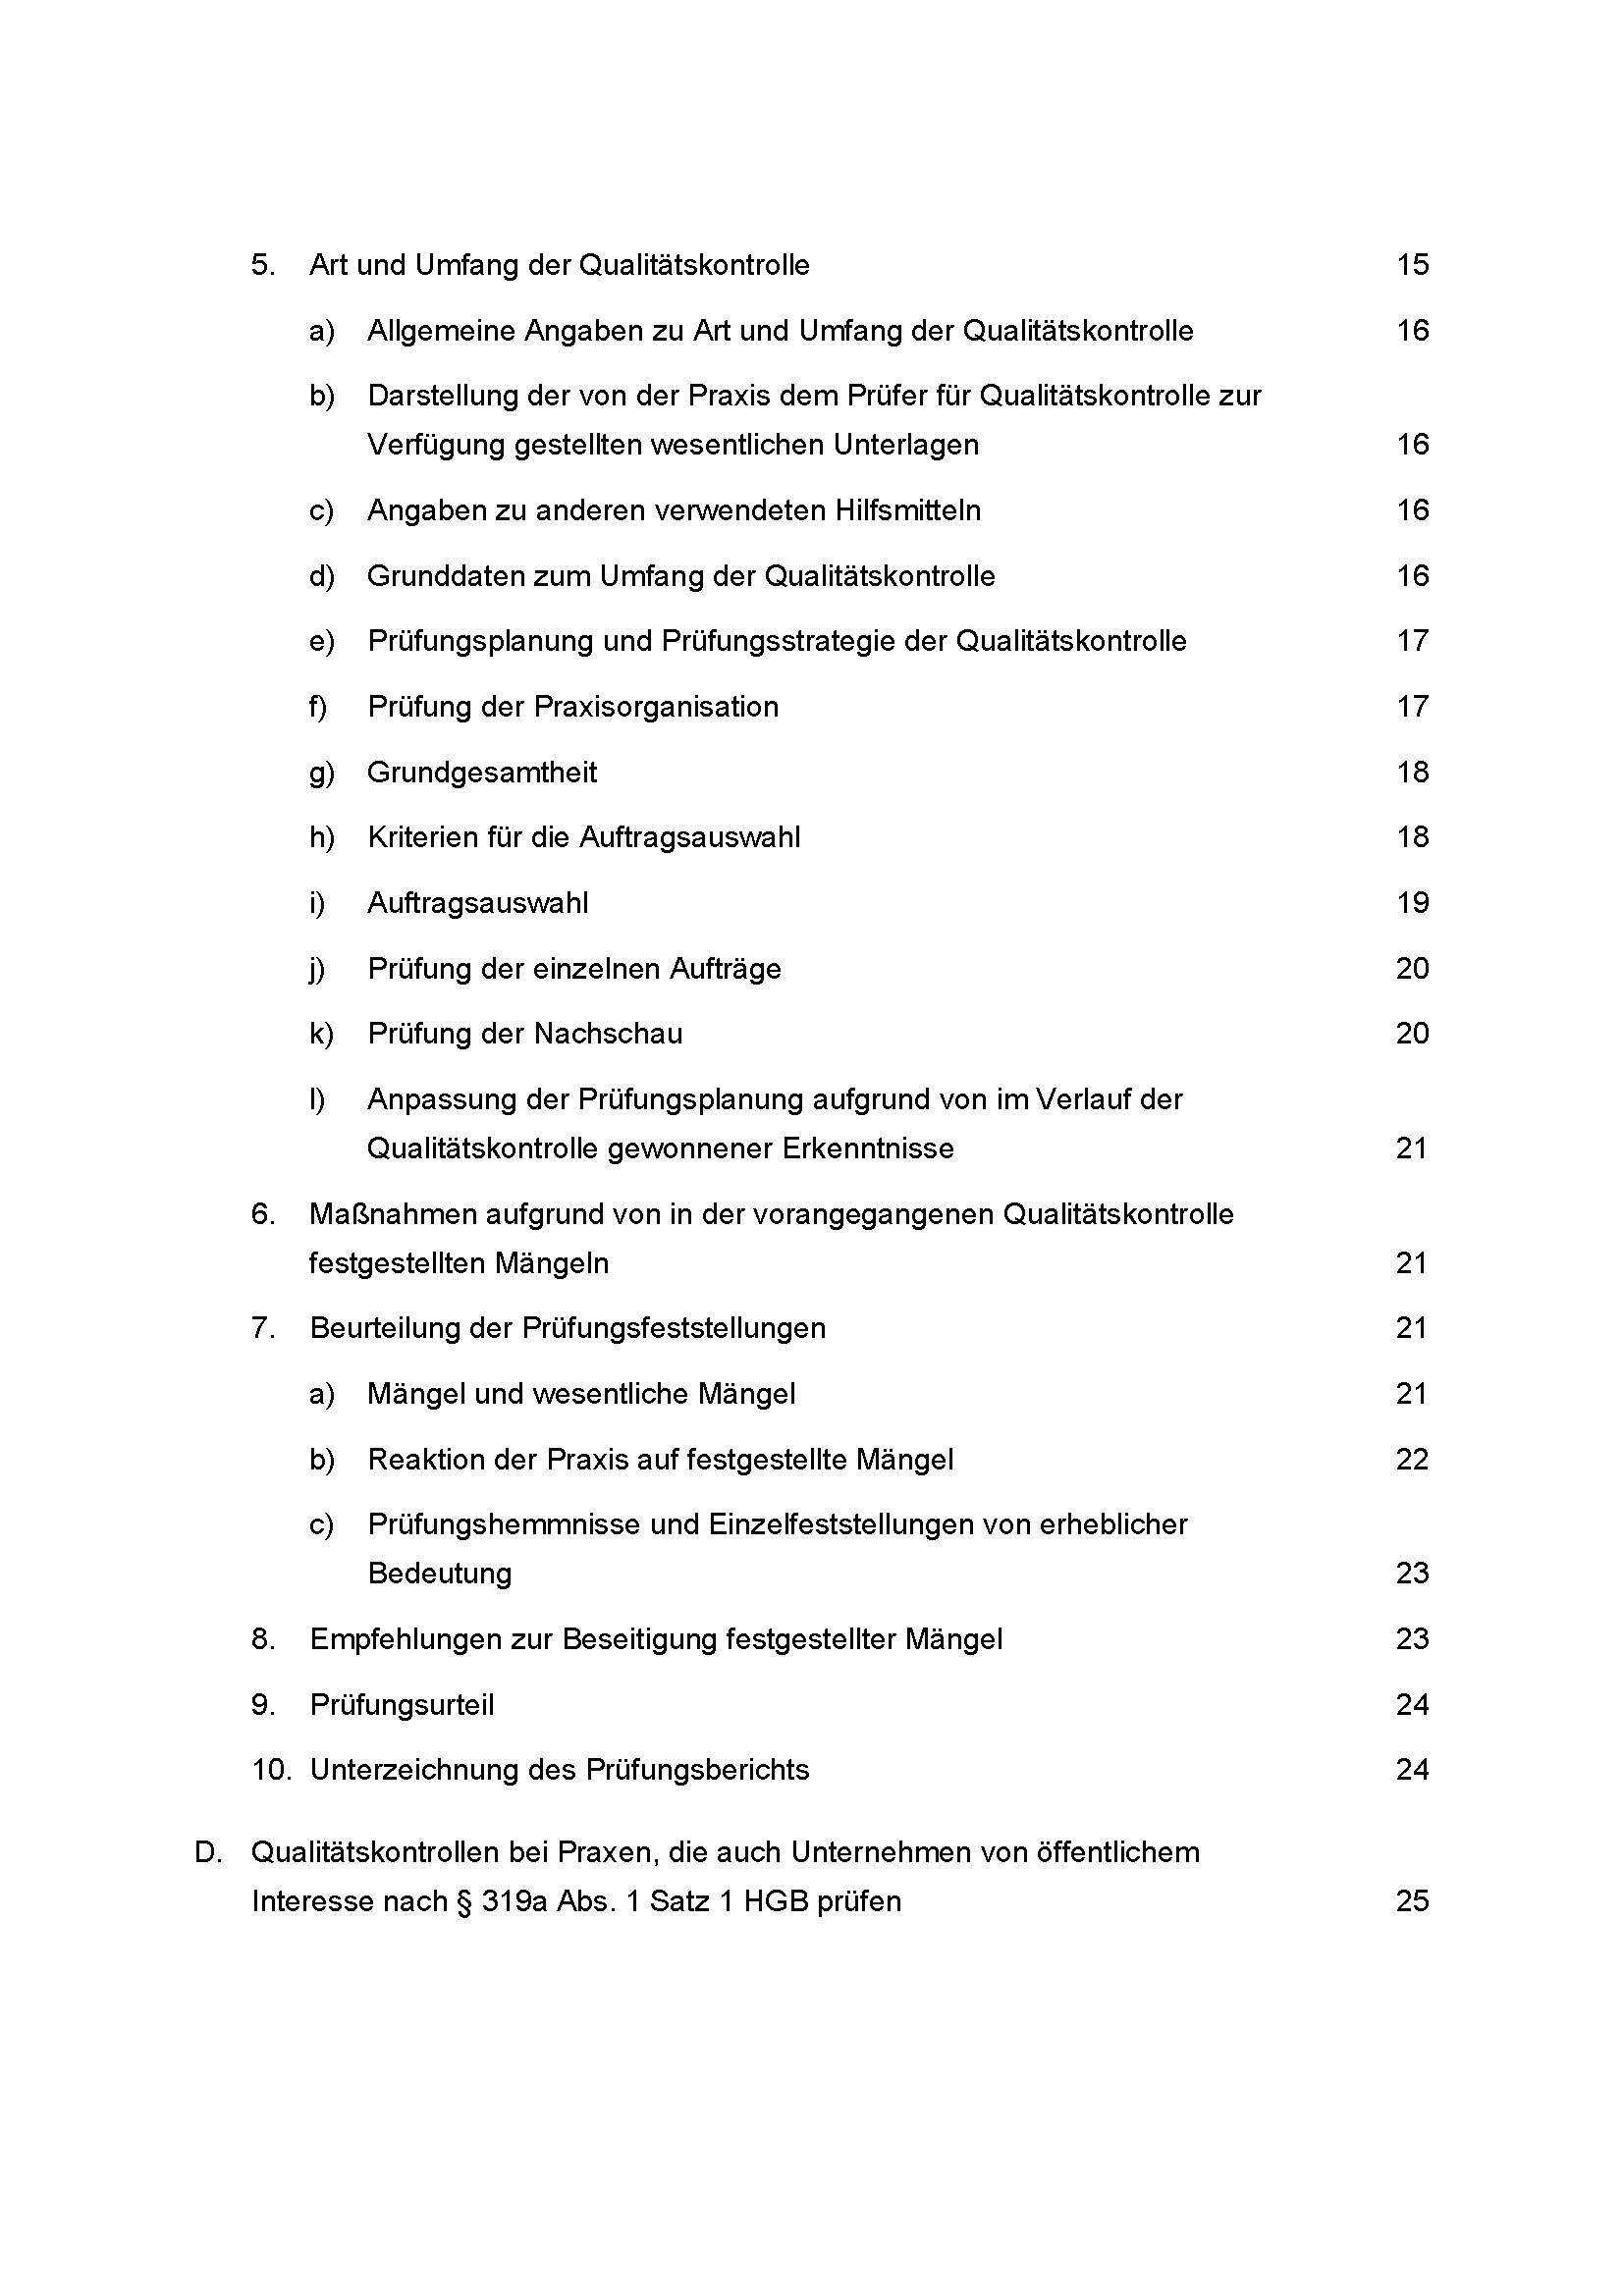 5. Art und Umfang der Qualitätskontrolle 15
a) Allgemeine Angaben zu Art und Umfang der Qualitätskontrolle 16
b) Darstellung der von der Praxis dem Prüfer für Qualitätskontrolle zur
Verfügung gestellten wesentlichen Unterlagen 16
c) Angaben zu anderen verwendeten Hilfsmitteln 16
d) Grunddaten zum Umfang der Qualitätskontrolle 16
e) Prüfungsplanung und Prüfungsstrategie der Qualitätskontrolle 17
f) Prüfung der Praxisorganisation 17
g) Grundgesamtheit 18
h) Kriterien für die Auftragsauswahl 18
i) Auftragsauswahl 19
j) Prüfung der einzelnen Aufträge 20
k) Prüfung der Nachschau 20
l) Anpassung der Prüfungsplanung aufgrund von im Verlauf der
Qualitätskontrolle gewonnener Erkenntnisse 21
6. Maßnahmen aufgrund von in der vorangegangenen Qualitätskontrolle
festgestellten Mängeln 21
7. Beurteilung der Prüfungsfeststellungen 21
a) Mängel und wesentliche Mängel 21
b) Reaktion der Praxis auf festgestellte Mängel 22
c) Prüfungshemmnisse und Einzelfeststellungen von erheblicher
Bedeutung 23
8. Empfehlungen zur Beseitigung festgestellter Mängel 23
9. Prüfungsurteil 24
10. Unterzeichnung des Prüfungsberichts 24
D. Qualitätskontrollen bei Praxen, die auch Unternehmen von öffentlichem
Interesse nach § 319a Abs. 1 Satz 1 HGB prüfen 25